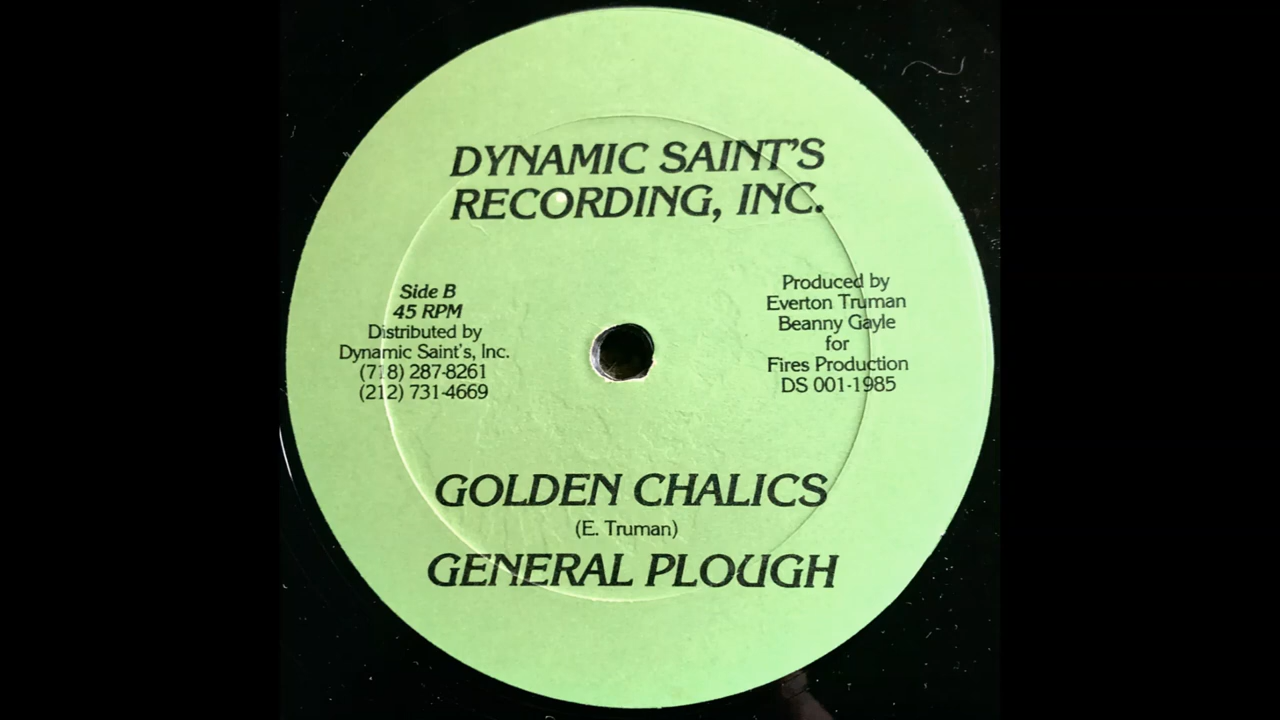 DYNAMIC SAINT'S
RECORDING, INC.
Side B
45 RPM
Distributed by
Dynamic Saint's, Inc.
(718) 287-8261
(212) 731-4669
Produced by
Everton Truman
Beanny Gayle
for
Fires Production
DS 001-1985
GOLDEN CHALICS
(E. Truman)
GENERAL PLOUGH